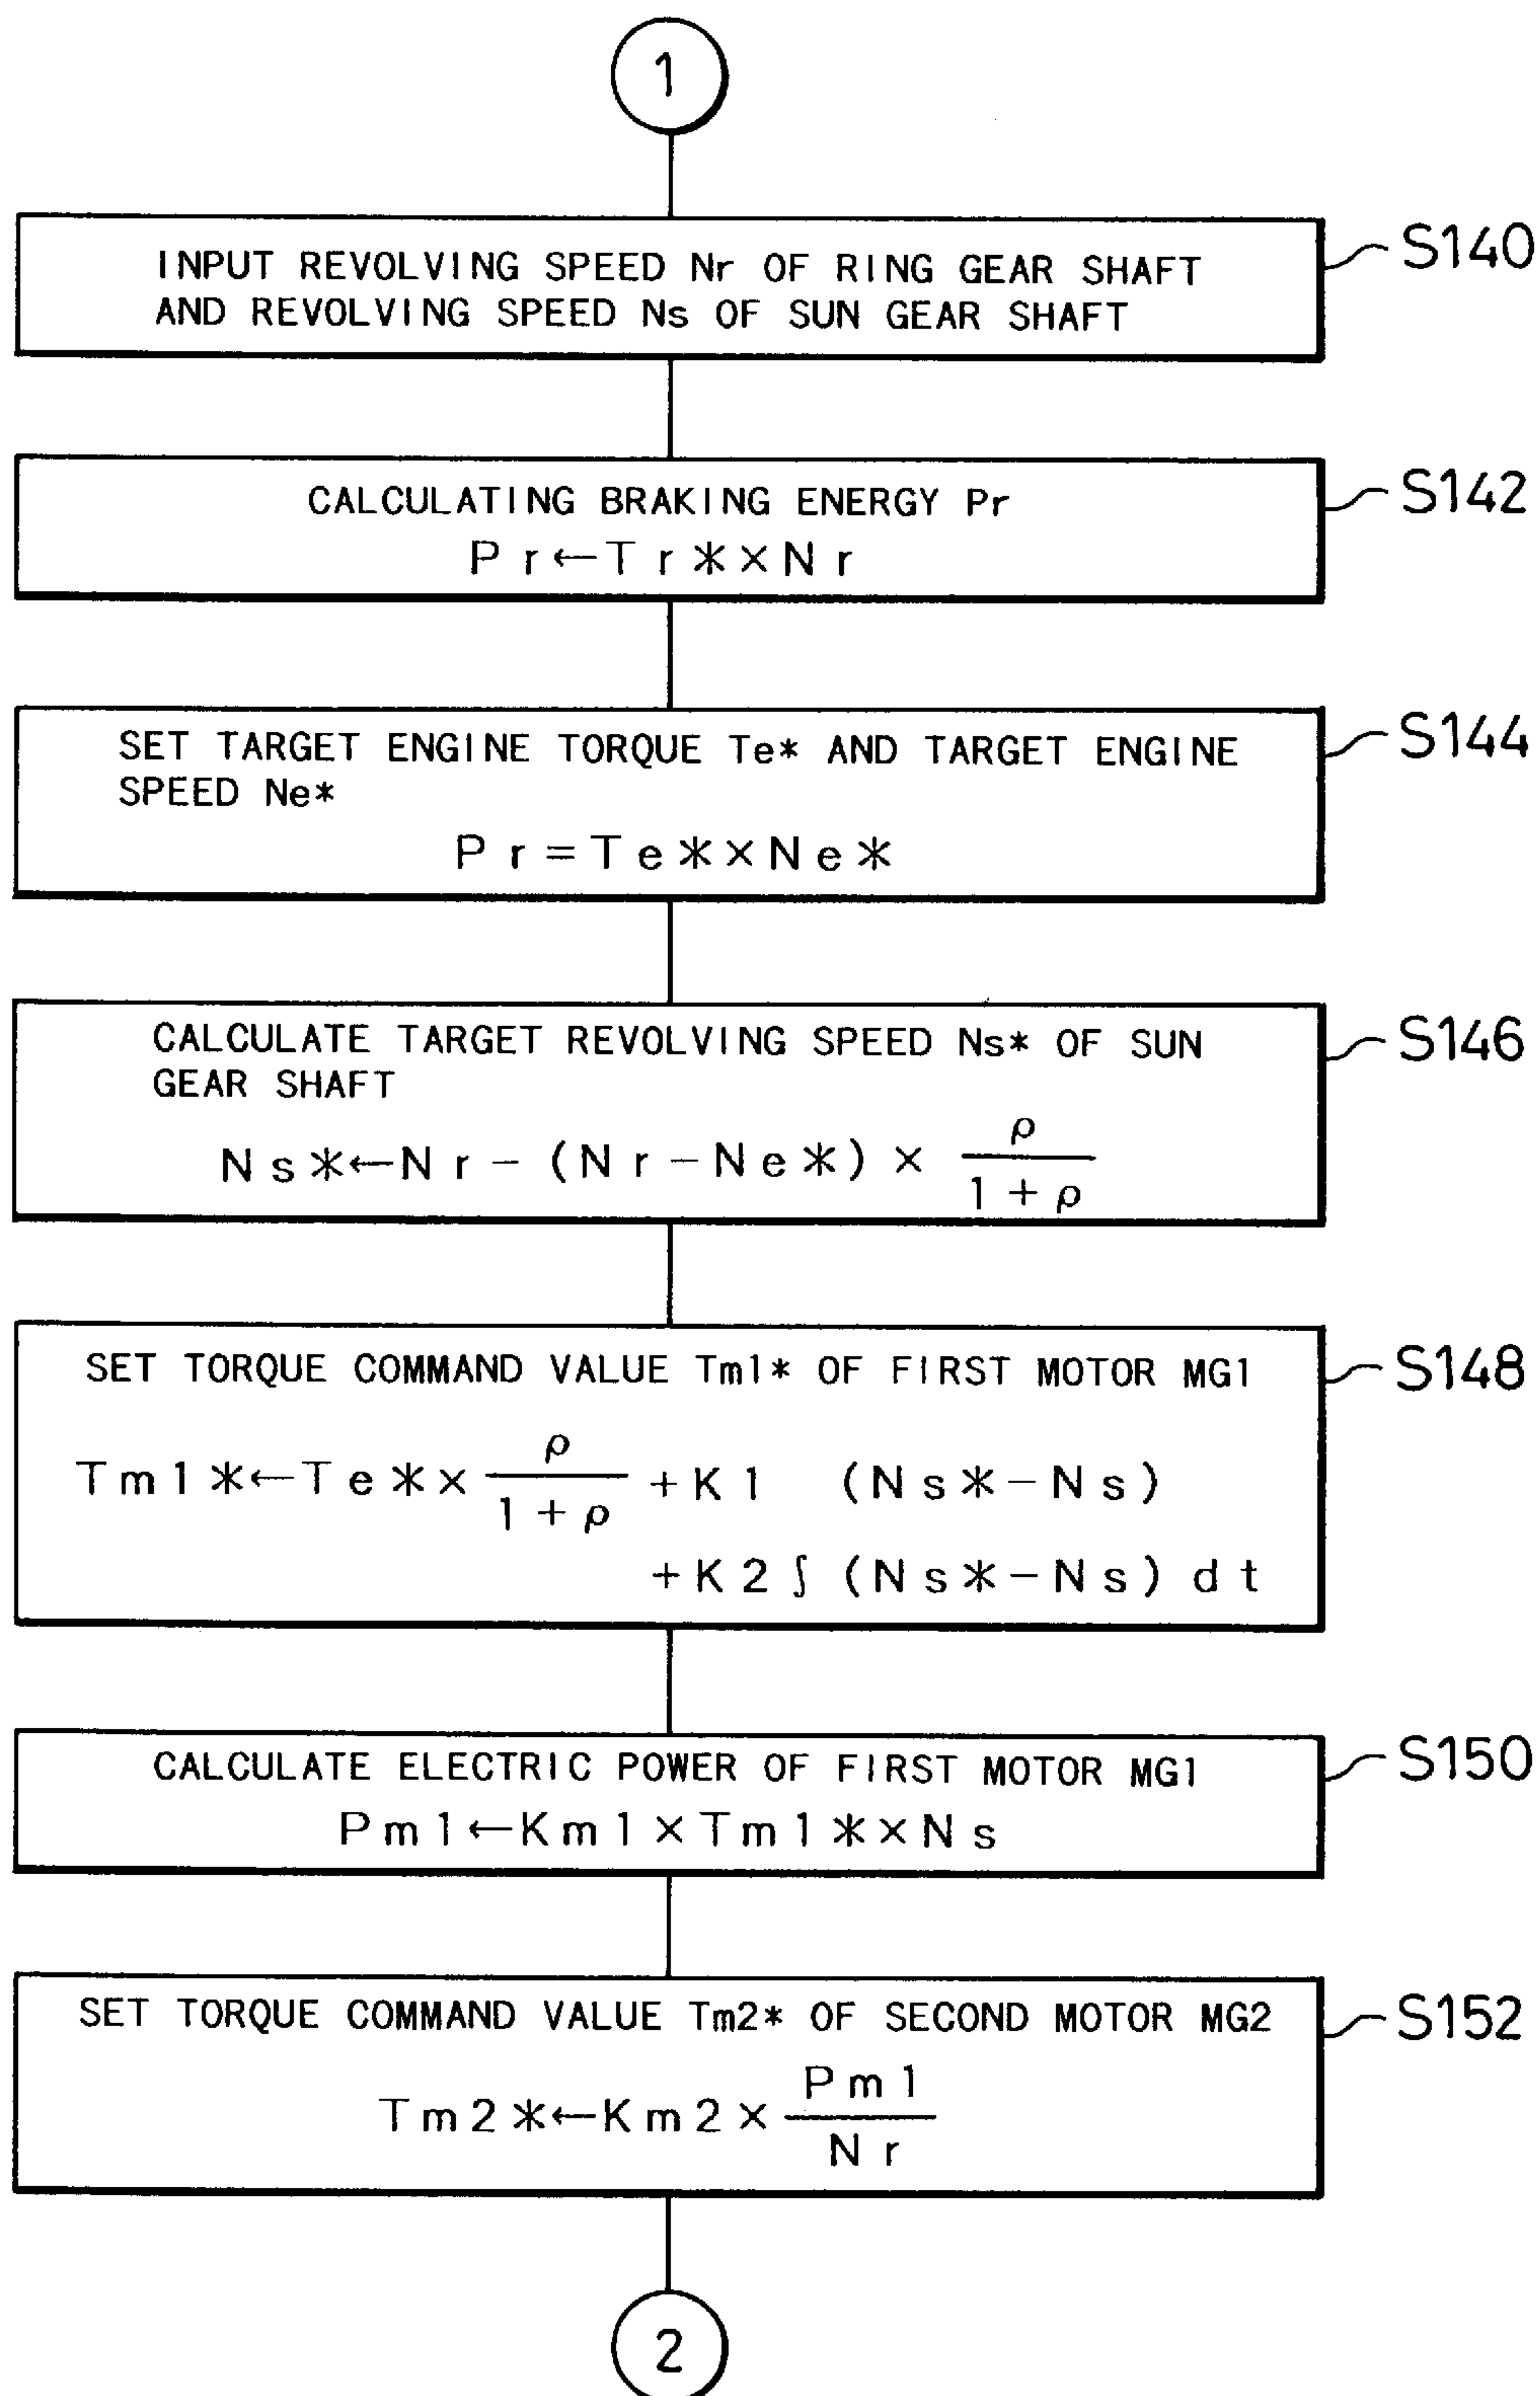 1
INPUT REVOLVING SPEED Nr OF RING GEAR SHAFT
AND REVOLVING SPEED Ns OF SUN GEAR SHAFT
S140
CALCULATING BRAKING ENERGY Pr
Pr←Tr*×Nr
S142
SET TARGET ENGINE TORQUE Te* AND TARGET ENGINE
SPEED Ne*
Pr=Te*×Ne*
S144
CALCULATE TARGET REVOLVING SPEED Ns* OF SUN
GEAR SHAFT
Ns*←Nr-(Nr-Ne*)× ρ/1+ρ
S146
SET TORQUE COMMAND VALUE Tm1* OF FIRST MOTOR MG1
Tm1*←Te*× ρ/1+ρ +K1 (Ns*-Ns)
+K2∫(Ns*-Ns)dt
S148
CALCULATE ELECTRIC POWER OF FIRST MOTOR MG1
Pm1←Km1×Tm1*×Ns
S150
SET TORQUE COMMAND VALUE Tm2* OF SECOND MOTOR MG2
Tm2*←Km2× Pm1/Nr
S152
2